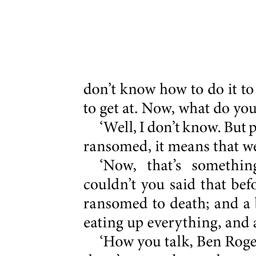 don’t know how to do it to
to get at. Now, what do you
‘Well, I don’t know. But p
ransomed, it means that we
‘Now, that’s something
couldn’t you said that befo
ransomed to death; and a b
eating up everything, and a
‘How you talk, Ben Roge